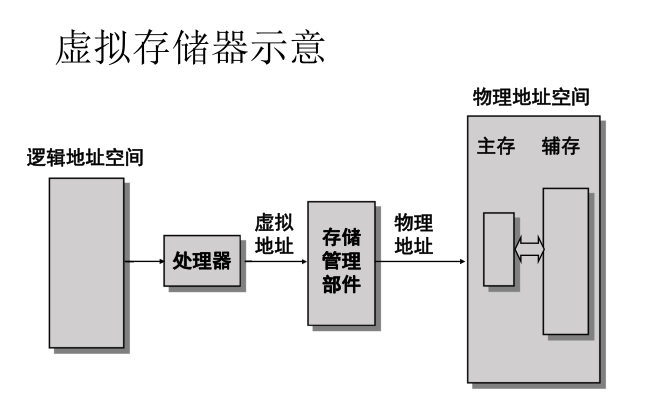 虚拟存储器示意
物理地址空间
主存 辅存
逻辑地址空间
虚拟
地址
物理
地址
处理器
存储
管理
部件